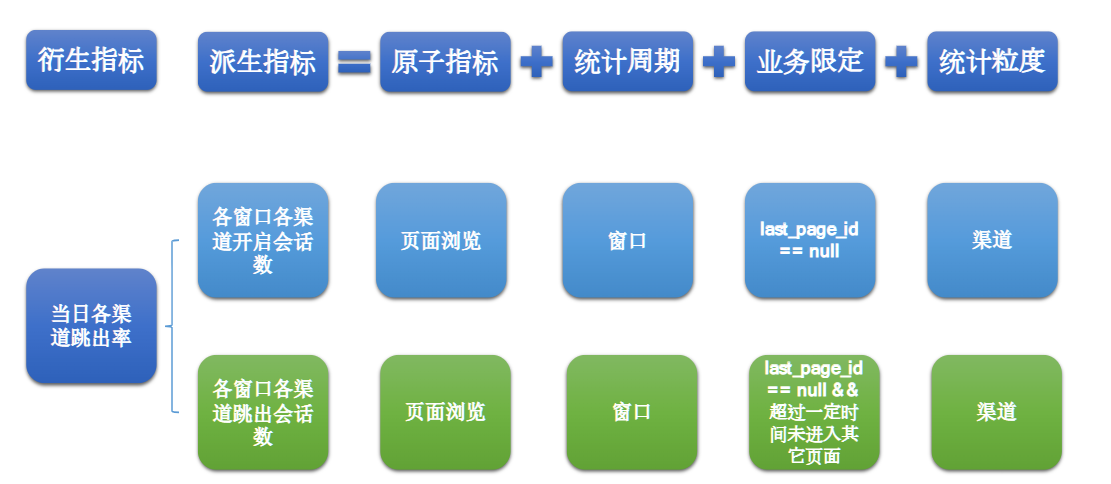 衍生指标
派生指标
=
原子指标
+
统计周期
+
业务限定
+
统计粒度
各窗口各渠
道开启会话
数
页面浏览
窗口
last_page_id
== null
渠道
当日各渠
道跳出率
各窗口各渠
道跳出会话
数
页面浏览
窗口
last_page_id
== null &&
超过一定时
间未进入其
它页面
渠道